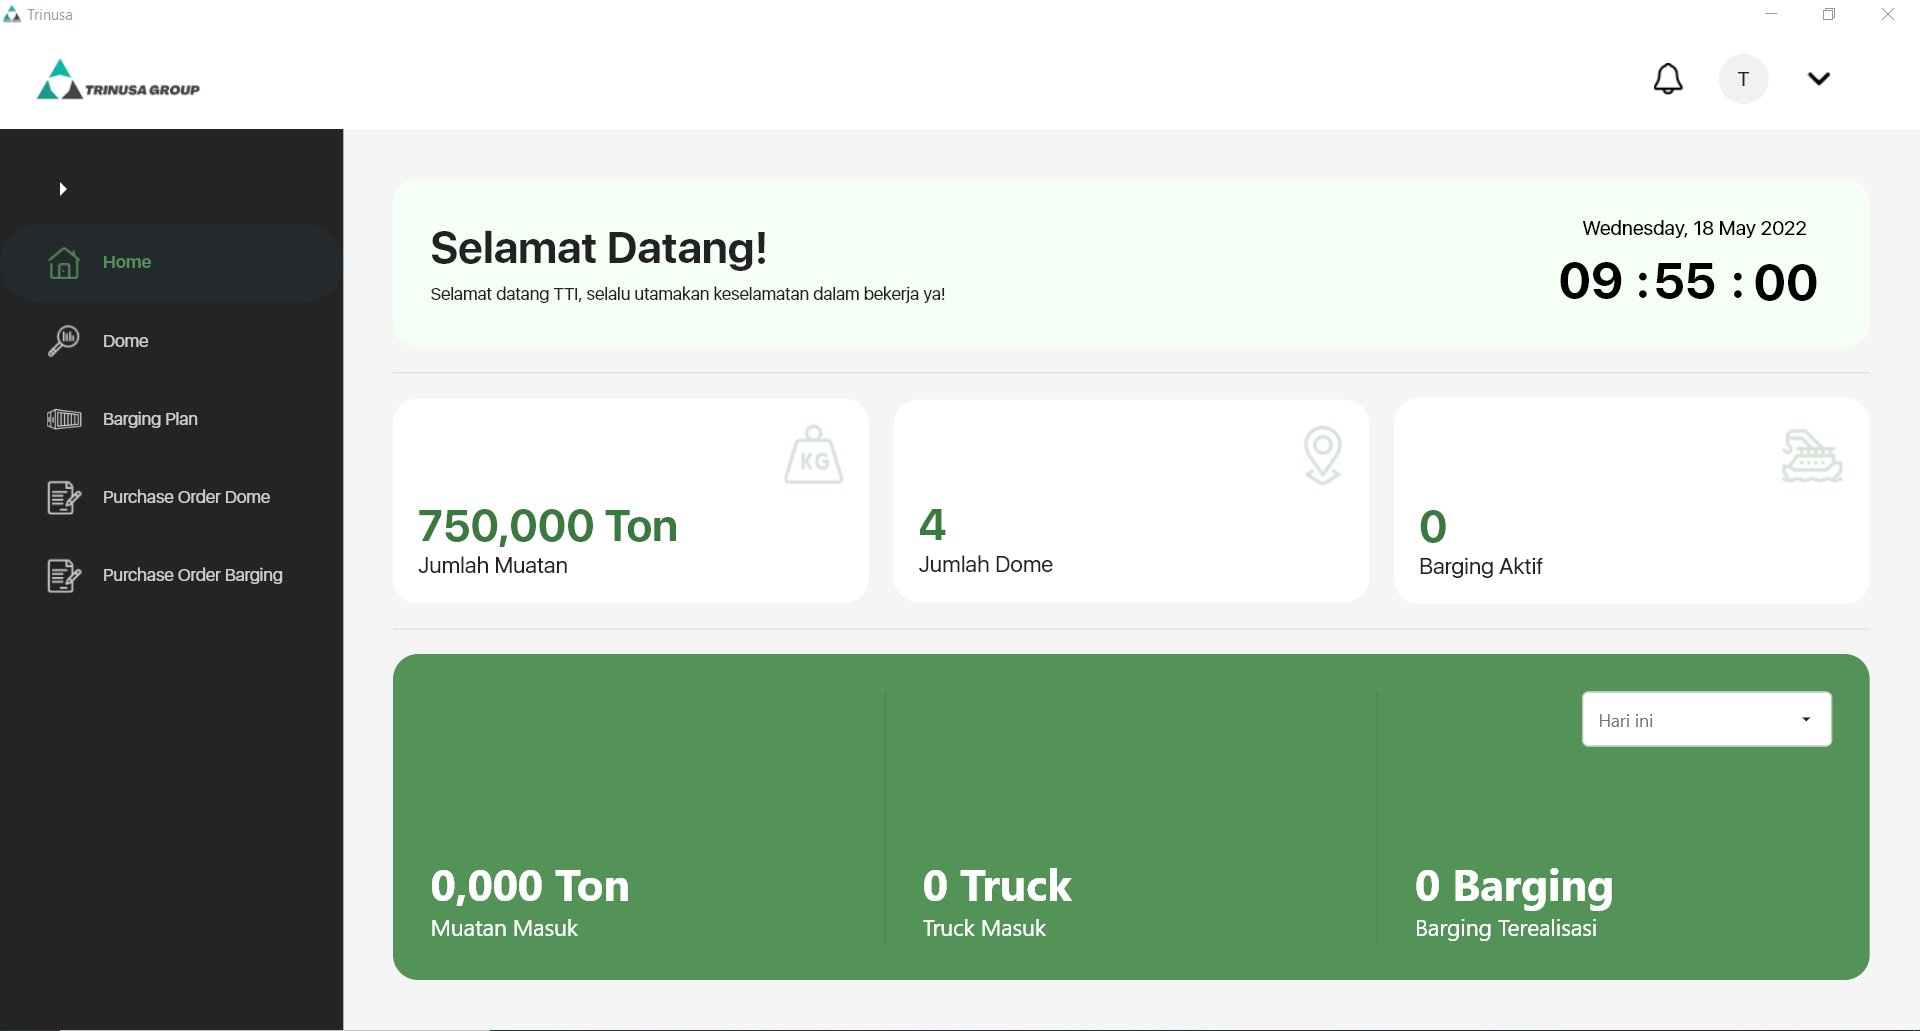 Trinusa
TRINUSA GROUP
T
Home
Dome
Barging Plan
Purchase Order Dome
Purchase Order Barging
Selamat Datang!
Selamat datang TTI, selalu utamakan keselamatan dalam bekerja ya!
Wednesday, 18 May 2022
09 : 55 : 00
KG
750,000 Ton
Jumlah Muatan
4
Jumlah Dome
0
Barging Aktif
Hari ini
0,000 Ton
Muatan Masuk
0 Truck
Truck Masuk
0 Barging
Barging Terealisasi